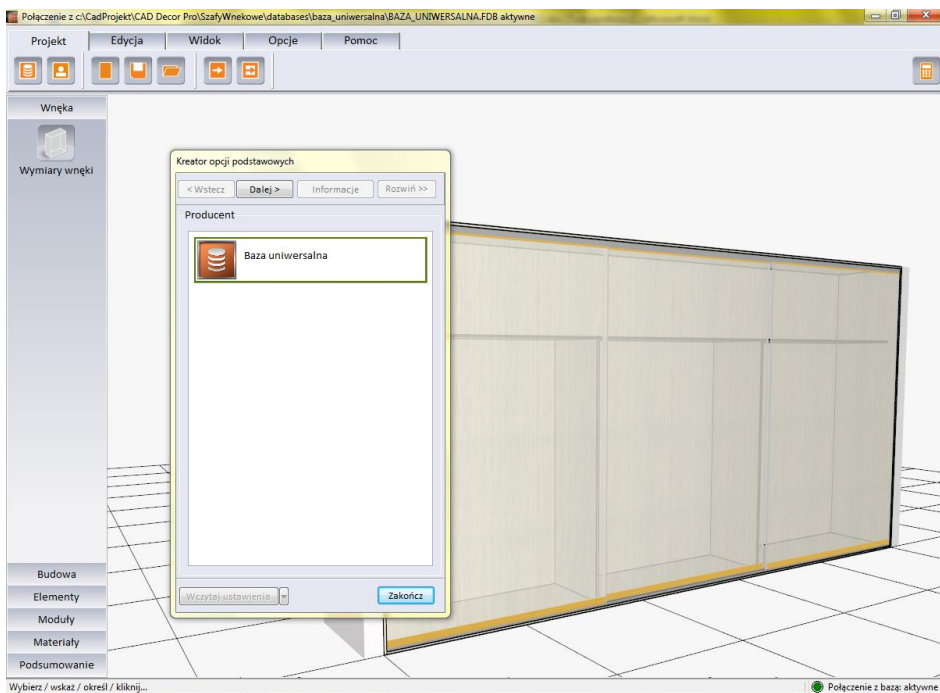 Połączenie z c:\CadProjekt\CAD Decor Pro\SzafyWnekowe\databases\baza_uniwersalna\BAZA_UNIWERSALNA.FDB aktywne
Projekt Edycja Widok Opcje Pomoc
Wnęka
Wymiary wnęki
Kreator opcji podstawowych
< Wstecz Dalej > Informacje Rozwiń >>
Producent
Baza uniwersalna
Wczytaj ustawienia Zakończ
Budowa
Elementy
Moduły
Materiały
Podsumowanie
Wybierz / wskaż / określ / kliknij... Połączenie z bazą: aktywne